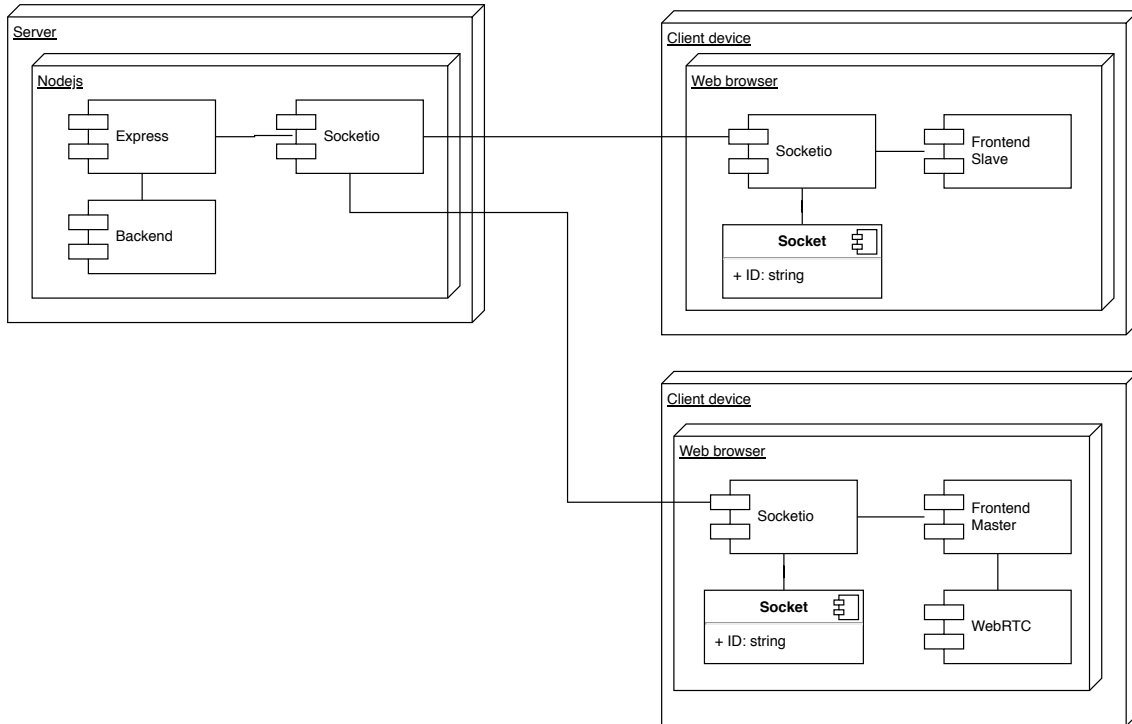 Server
Nodejs
Express
Socketio
Backend
Client device
Web browser
Socketio
Frontend
Slave
Socket
+ ID: string
Client device
Web browser
Socketio
Frontend
Master
Socket
+ ID: string
WebRTC